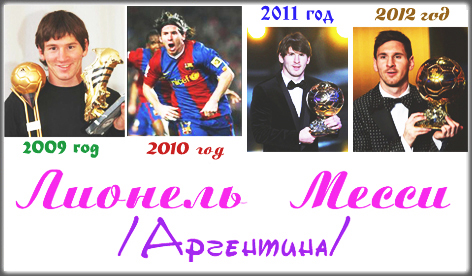 2011 год
2012 год
2009 год
2010 год
Лионель Месси
/Аргентина/